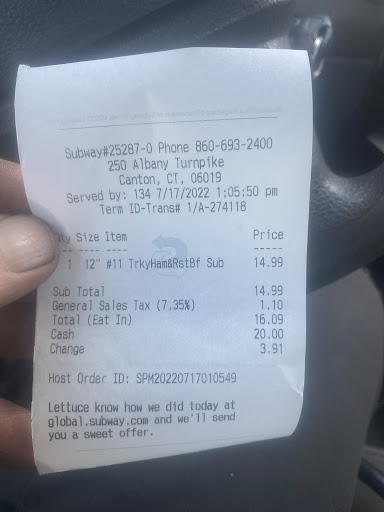 Subway#25287-0 Phone 860-693-2400
250 Albany Turnpike
Canton, CT, 06019
Served by: 134 7/17/2022 1:05:50 pm
Term ID-Trans# 1/A-274118
Size Item Price
1 12" #11 TrkyHam&RstBf Sub 14.99
Sub Total 14.99
General Sales Tax (7.35%) 1.10
Total (Eat In) 16.09
Cash 20.00
Change 3.91
Host Order ID: SPM20220717010549
Lettuce know how we did today at
global.subway.com and we'll send
you a sweet offer.